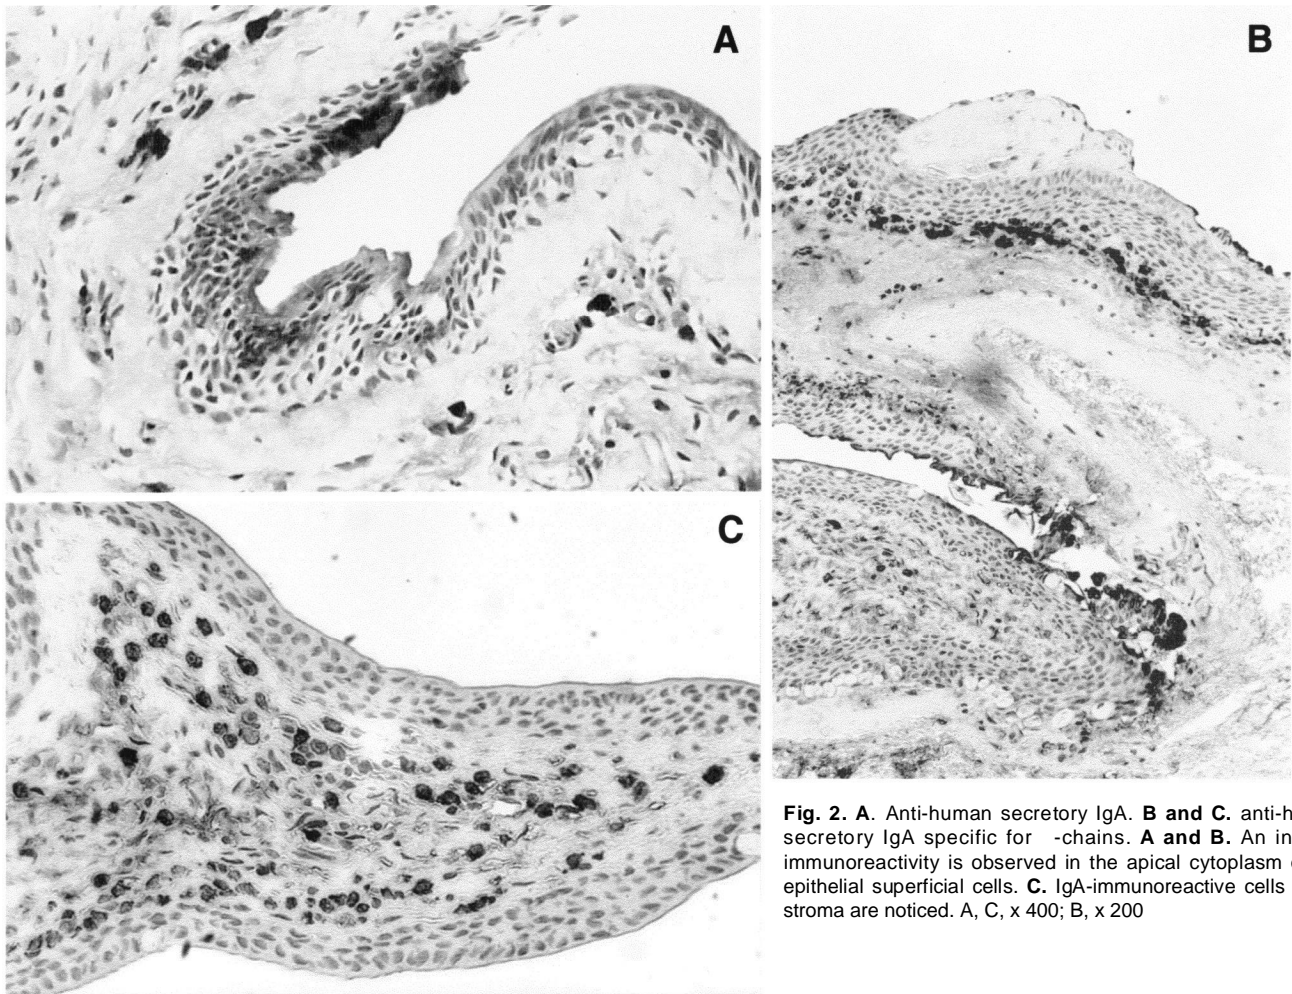 A
B
C
Fig. 2. A. Anti-human secretory IgA. B and C. anti-h
secretory IgA specific for -chains. A and B. An in
immunoreactivity is observed in the apical cytoplasm
epithelial superficial cells. C. IgA-immunoreactive cells
stroma are noticed. A, C, x 400; B, x 200